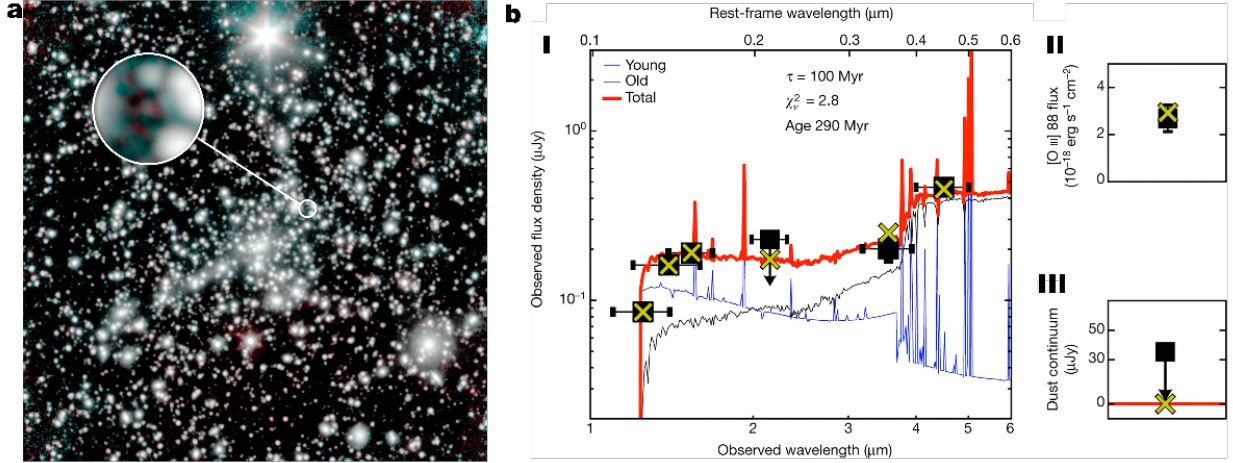 a
b
I
Rest-frame wavelength (μm)
0.1 0.2 0.3 0.4 0.5 0.6
Young
Old
Total
τ = 100 Myr
χ²ᵥ = 2.8
Age 290 Myr
10⁰
10⁻¹
Observed flux density (μJy)
1 2 3 4 5 6
Observed wavelength (μm)
II
[O III] 88 flux
(10⁻¹⁸ erg s⁻¹ cm⁻²)
4
2
0
III
Dust continuum
(μJy)
50
30
0